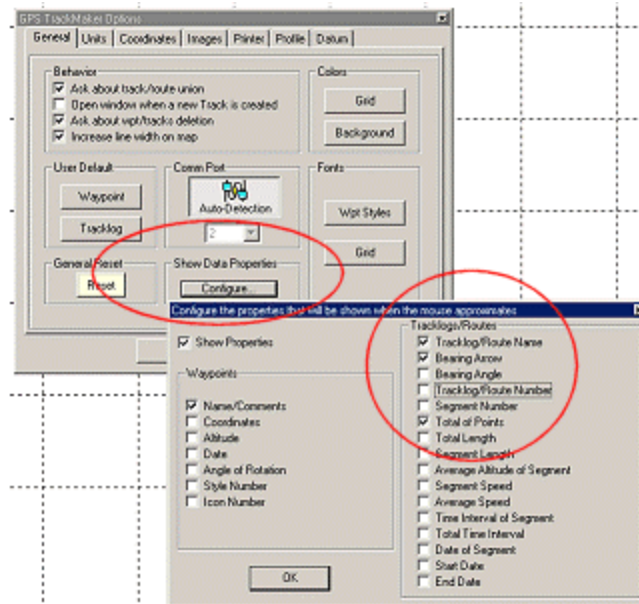 GPS TrackMaker Options
General Units Coordinates Images Printer Profile Datum
Behavior
Ask about track/route union
Open window when a new Track is created
Ask about wpt/tracks deletion
Increase line width on map
Colors
Grid
Background
User Default
Waypoint
Tracklog
Comm Port
Auto-Detection
2
Fonts
Wpt Styles
Grid
General Reset
Reset
Show Data Properties
Configure...
Configure the properties that will be shown when the mouse approximates
Show Properties
Waypoints
Name/Comments
Coordinates
Altitude
Date
Angle of Rotation
Style Number
Icon Number
OK
Tracklogs/Routes
Tracklog/Route Name
Bearing Arrow
Bearing Angle
Tracklog/Route Number
Segment Number
Total of Points
Total Length
Segment Length
Average Altitude of Segment
Segment Speed
Average Speed
Time Interval of Segment
Total Time Interval
Date of Segment
Start Date
End Date